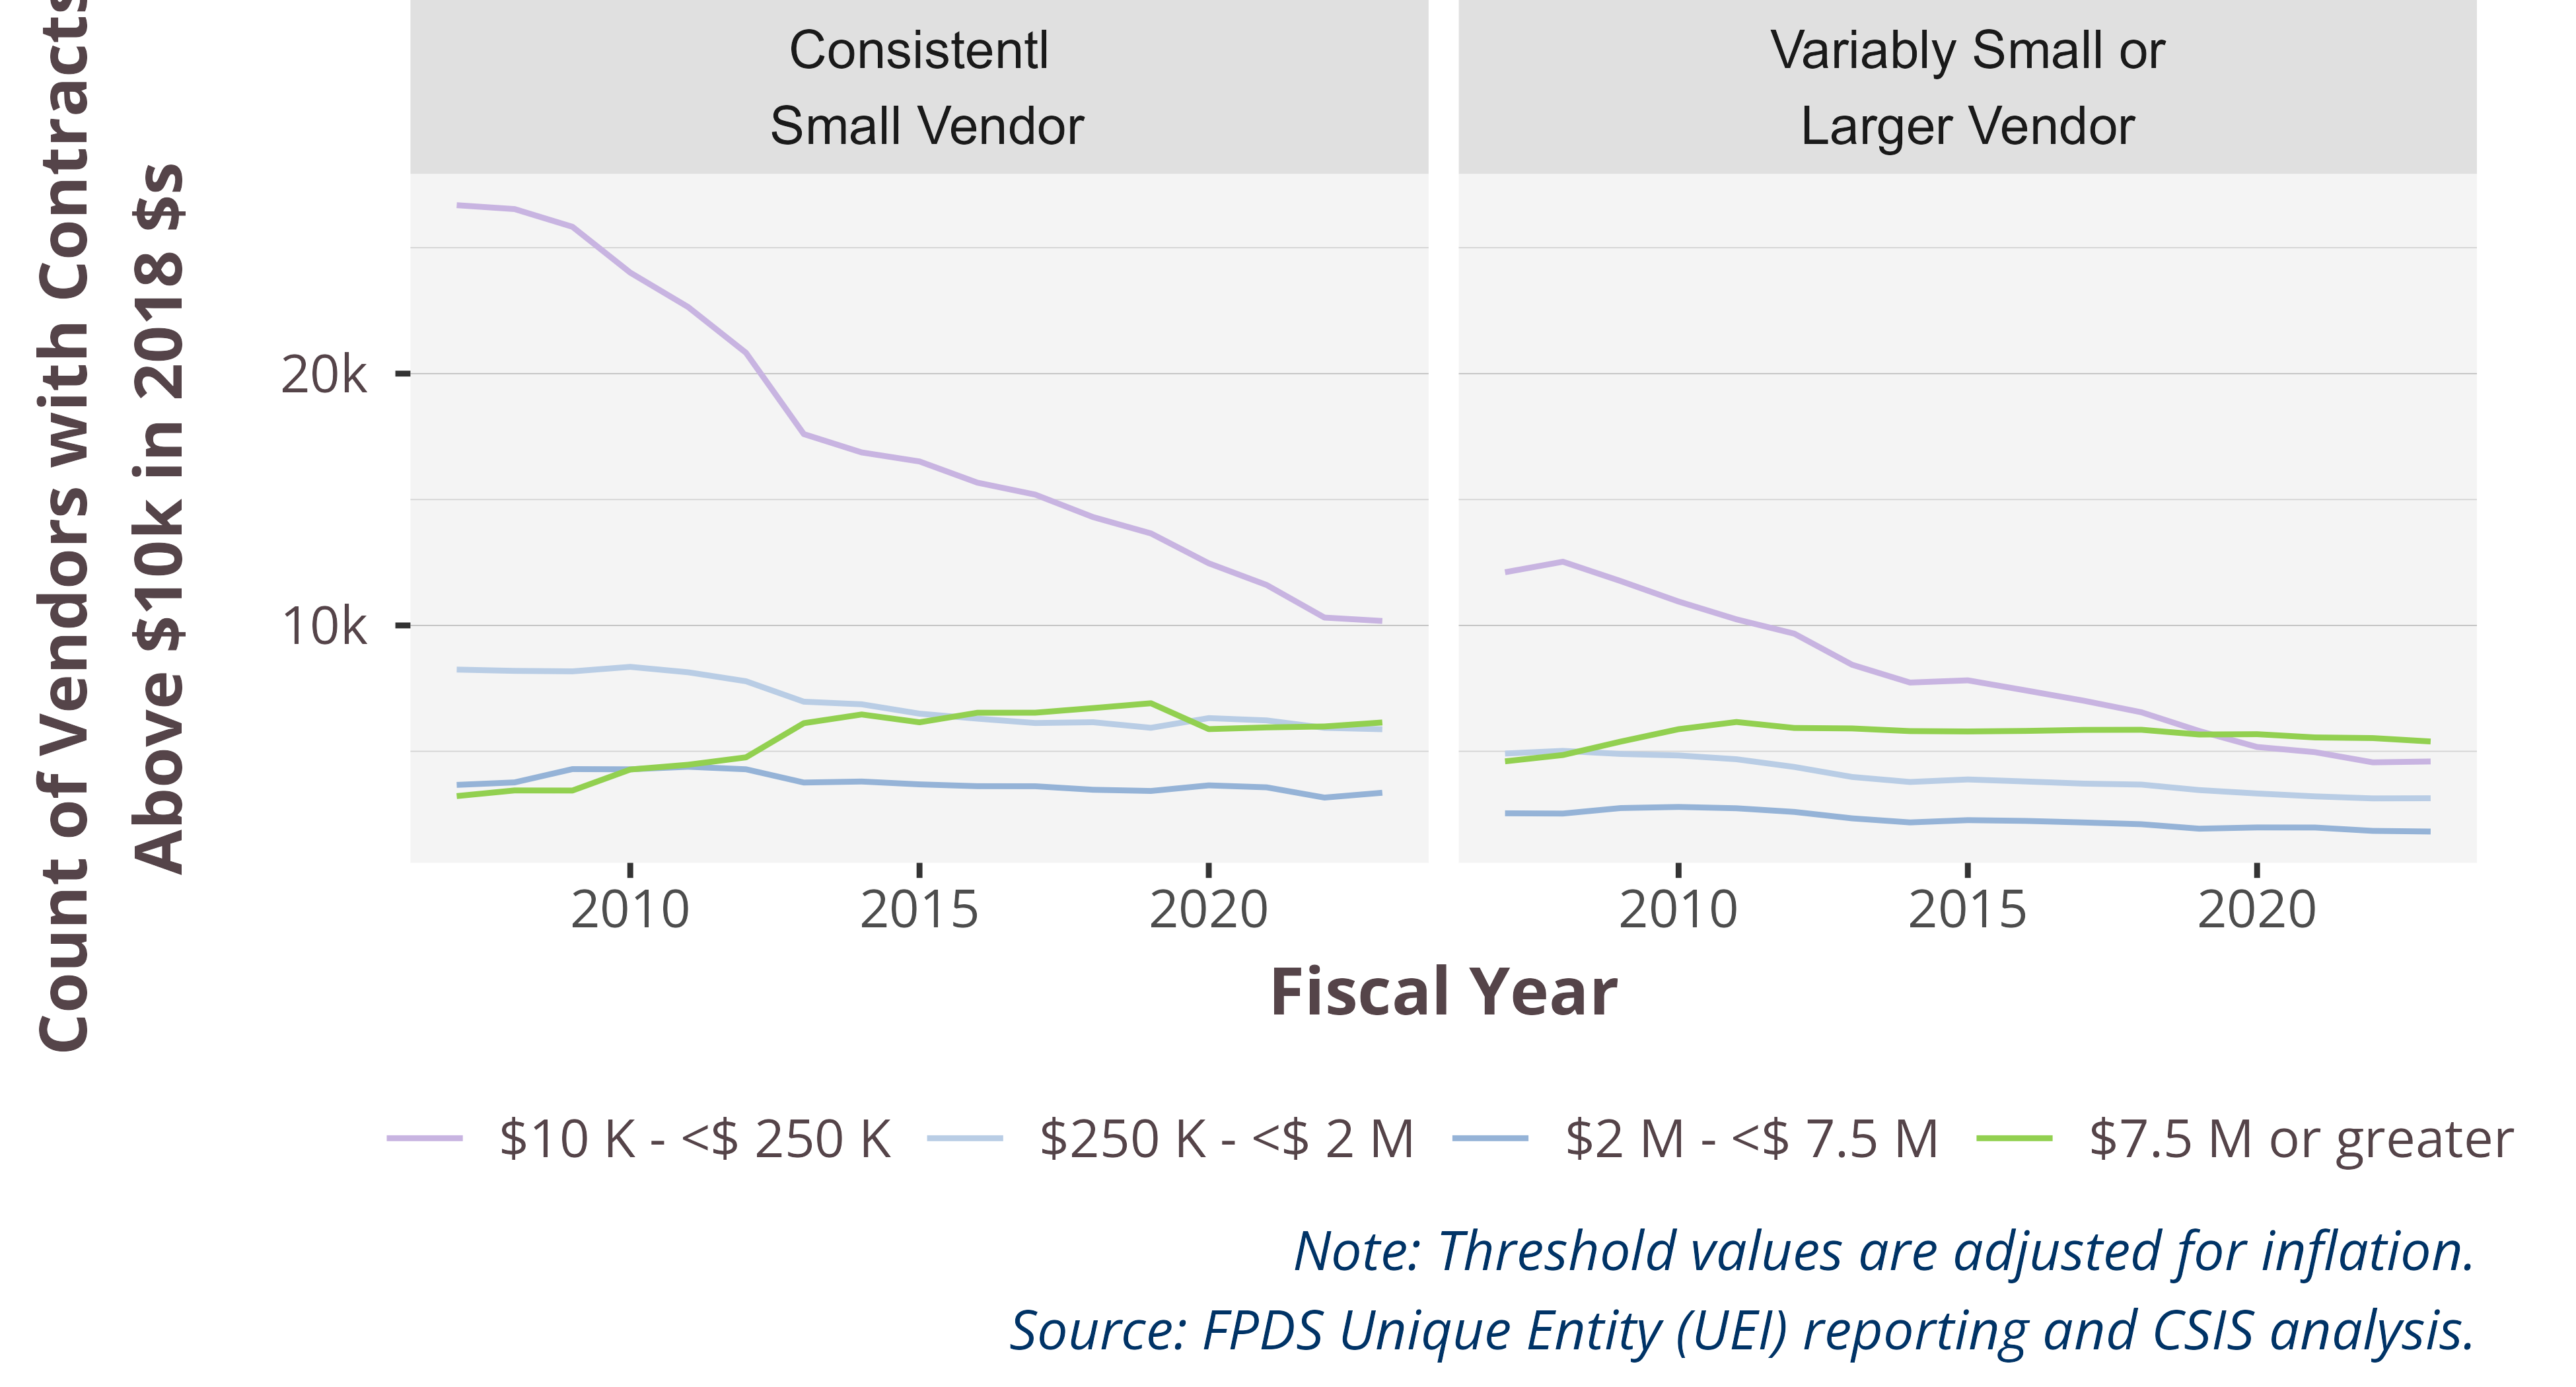 Consistentl
Small Vendor
Variably Small or
Larger Vendor
Count of Vendors with Contracts
Above $10k in 2018 $s
20k
10k
2010 2015 2020
2010 2015 2020
Fiscal Year
$10 K - <$ 250 K $250 K - <$ 2 M $2 M - <$ 7.5 M $7.5 M or greater
Note: Threshold values are adjusted for inflation.
Source: FPDS Unique Entity (UEI) reporting and CSIS analysis.